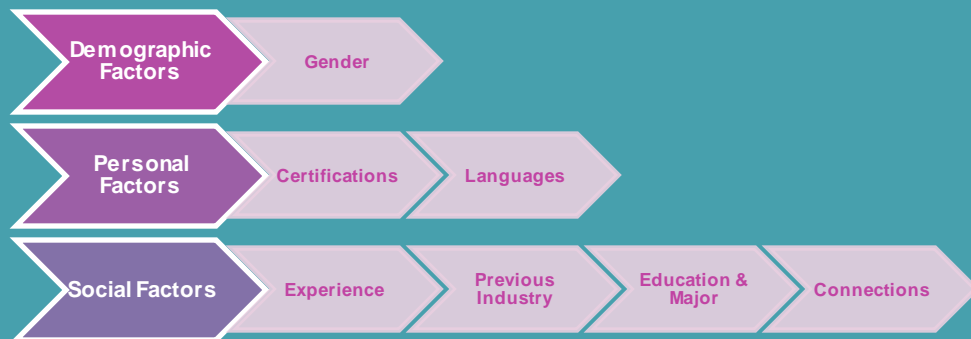 Demographic
Factors
Gender
Personal
Factors
Certifications
Languages
Social Factors
Experience
Previous
Industry
Education &
Major
Connections